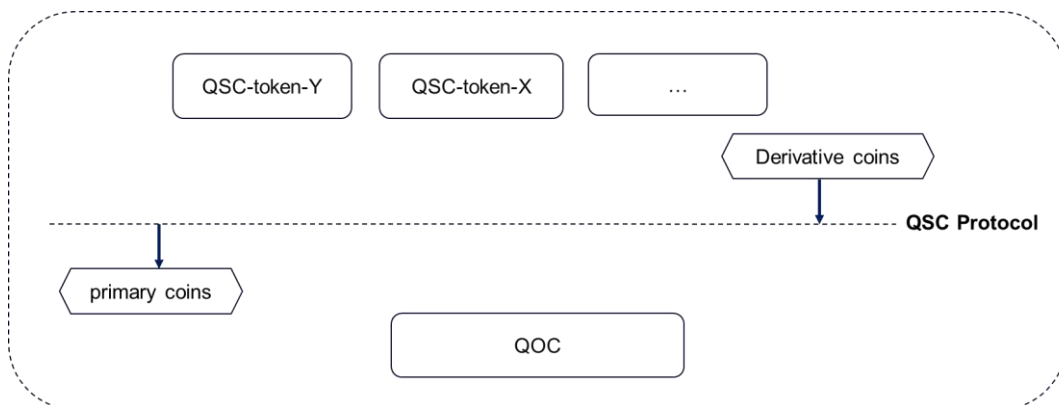 QSC-token-Y
QSC-token-X
...
Derivative coins
QSC Protocol
primary coins
QOC